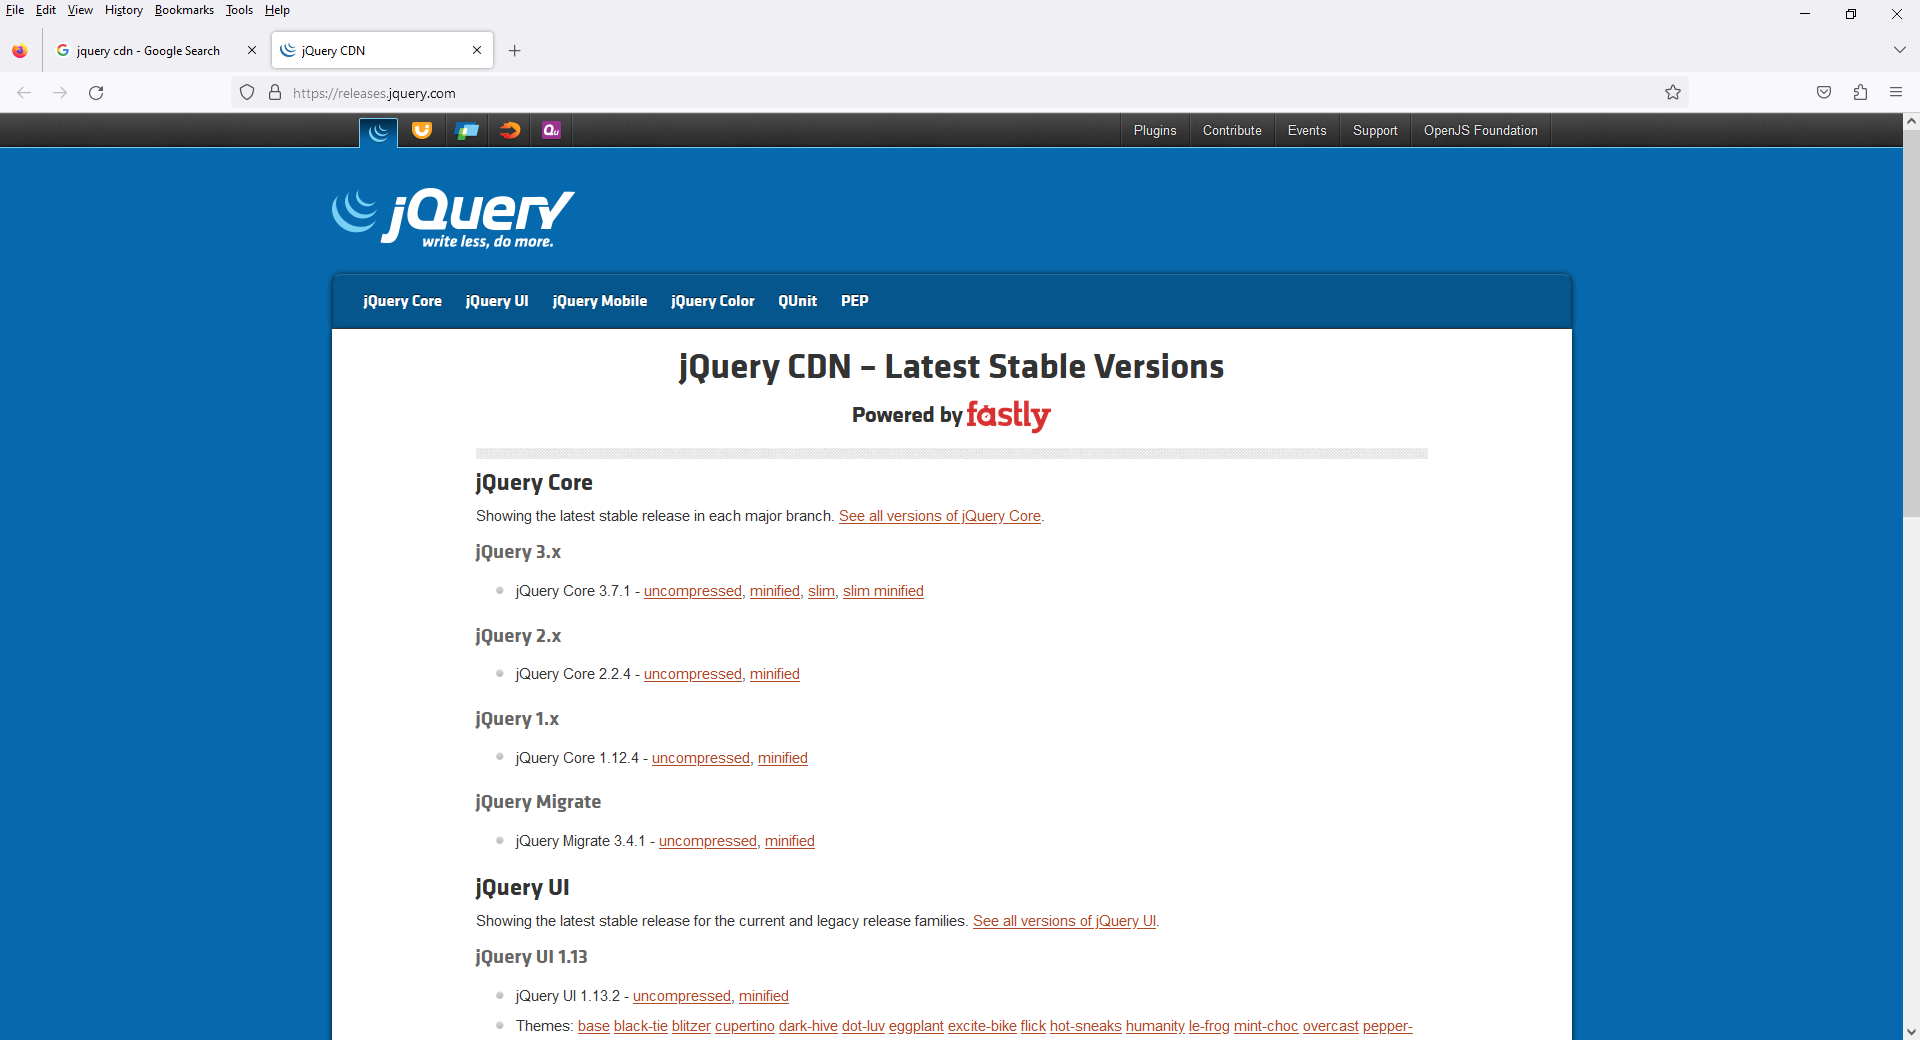 File Edit View History Bookmarks Tools Help
jquery cdn - Google Search jQuery CDN
https://releases.jquery.com
Qu Plugins Contribute Events Support OpenJS Foundation
jQuery
write less, do more.
jQuery Core jQuery UI jQuery Mobile jQuery Color QUnit PEP
jQuery CDN – Latest Stable Versions
Powered by fastly
jQuery Core
Showing the latest stable release in each major branch. See all versions of jQuery Core.
jQuery 3.x
jQuery Core 3.7.1 - uncompressed, minified, slim, slim minified
jQuery 2.x
jQuery Core 2.2.4 - uncompressed, minified
jQuery 1.x
jQuery Core 1.12.4 - uncompressed, minified
jQuery Migrate
jQuery Migrate 3.4.1 - uncompressed, minified
jQuery UI
Showing the latest stable release for the current and legacy release families. See all versions of jQuery UI.
jQuery UI 1.13
jQuery UI 1.13.2 - uncompressed, minified
Themes: base black-tie blitzer cupertino dark-hive dot-luv eggplant excite-bike flick hot-sneaks humanity le-frog mint-choc overcast pepper-